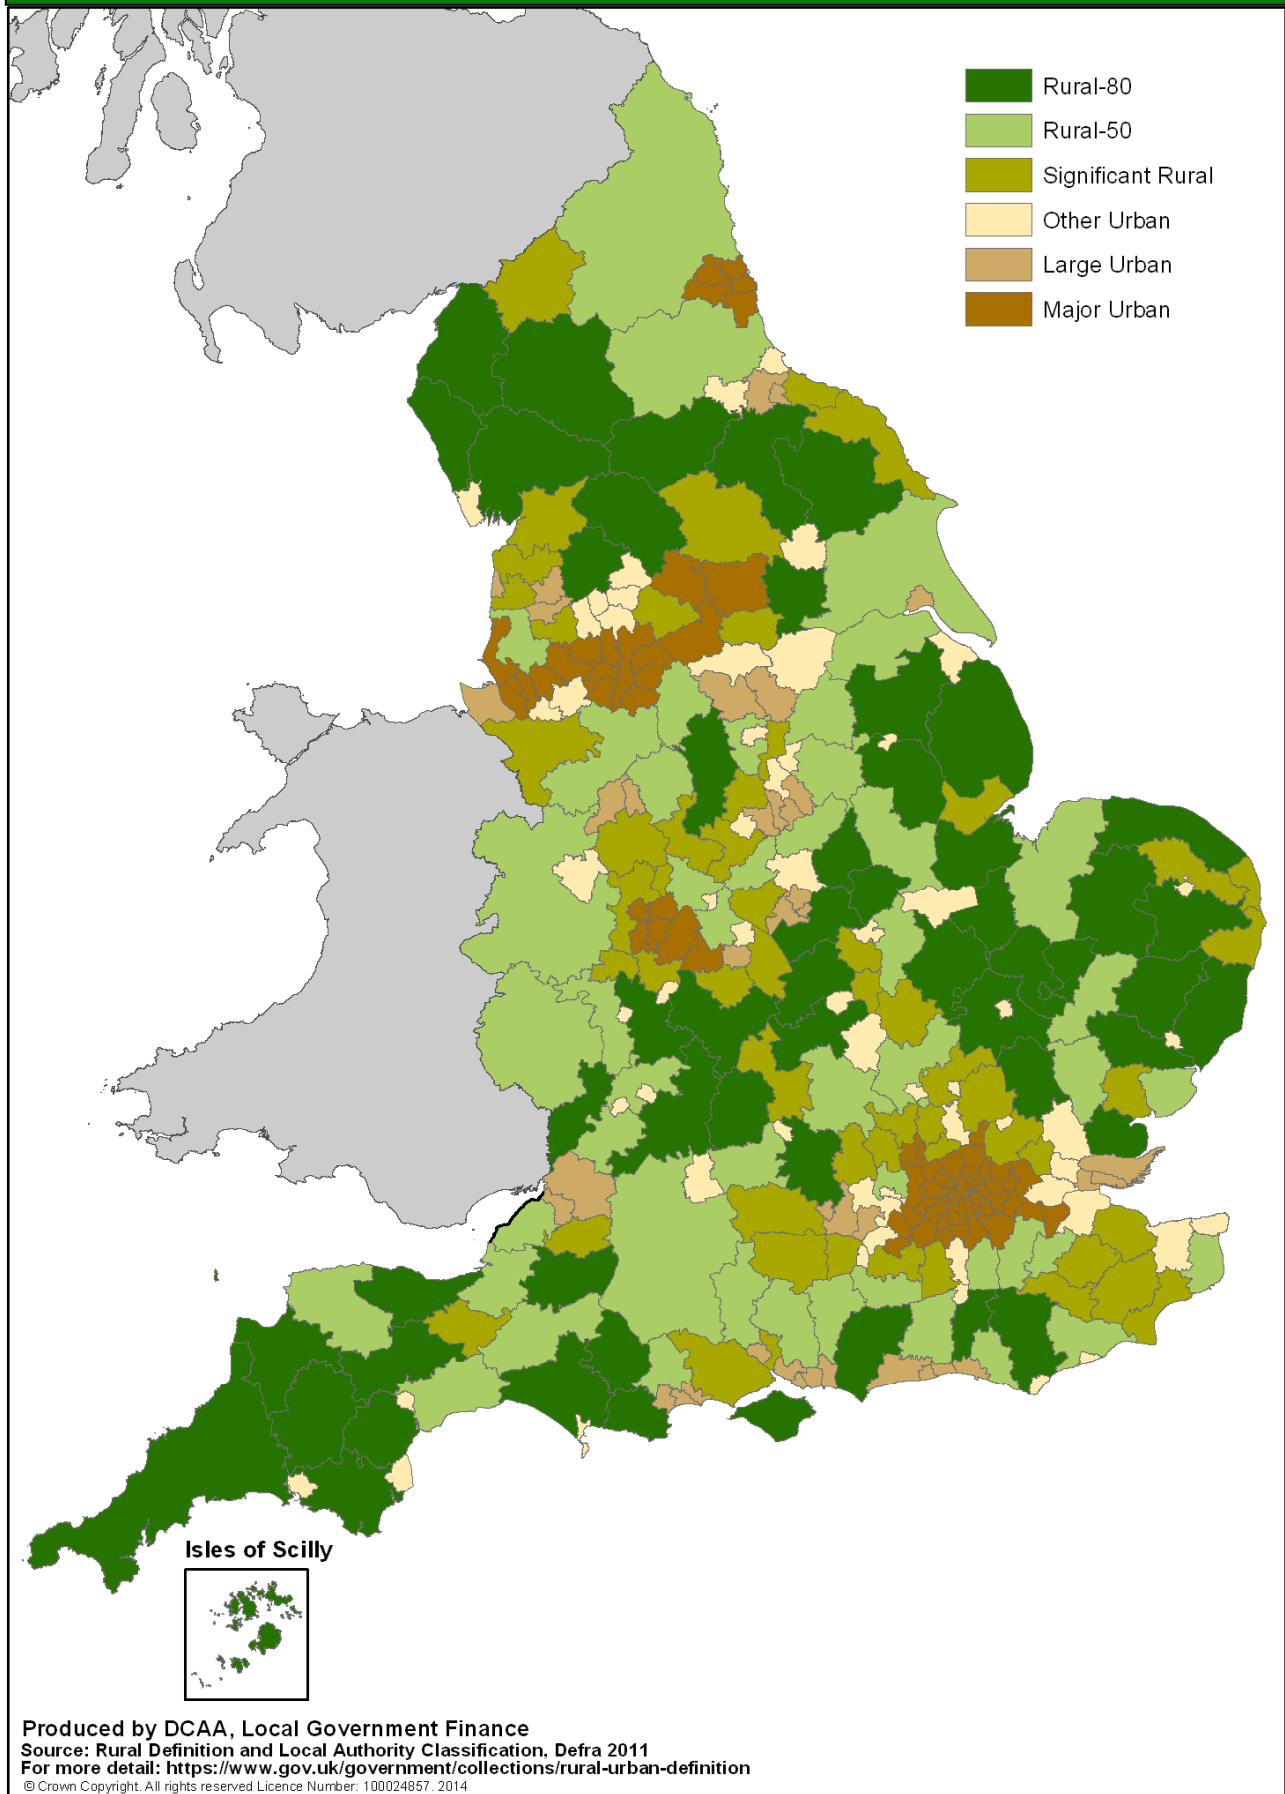 Rural-80
Rural-50
Significant Rural
Other Urban
Large Urban
Major Urban
Isles of Scilly
Produced by DCAA, Local Government Finance
Source: Rural Definition and Local Authority Classification, Defra 2011
For more detail: https://www.gov.uk/government/collections/rural-urban-definition
© Crown Copyright. All rights reserved Licence Number: 100024857. 2014